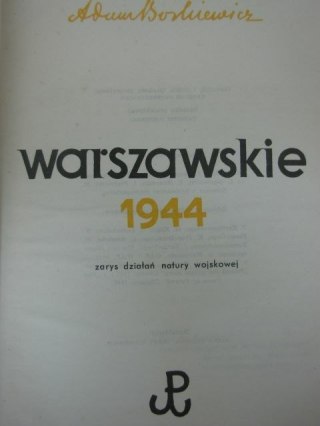 Adam Borkiewicz
warszawskie
1944
zarys działań natury wojskowej